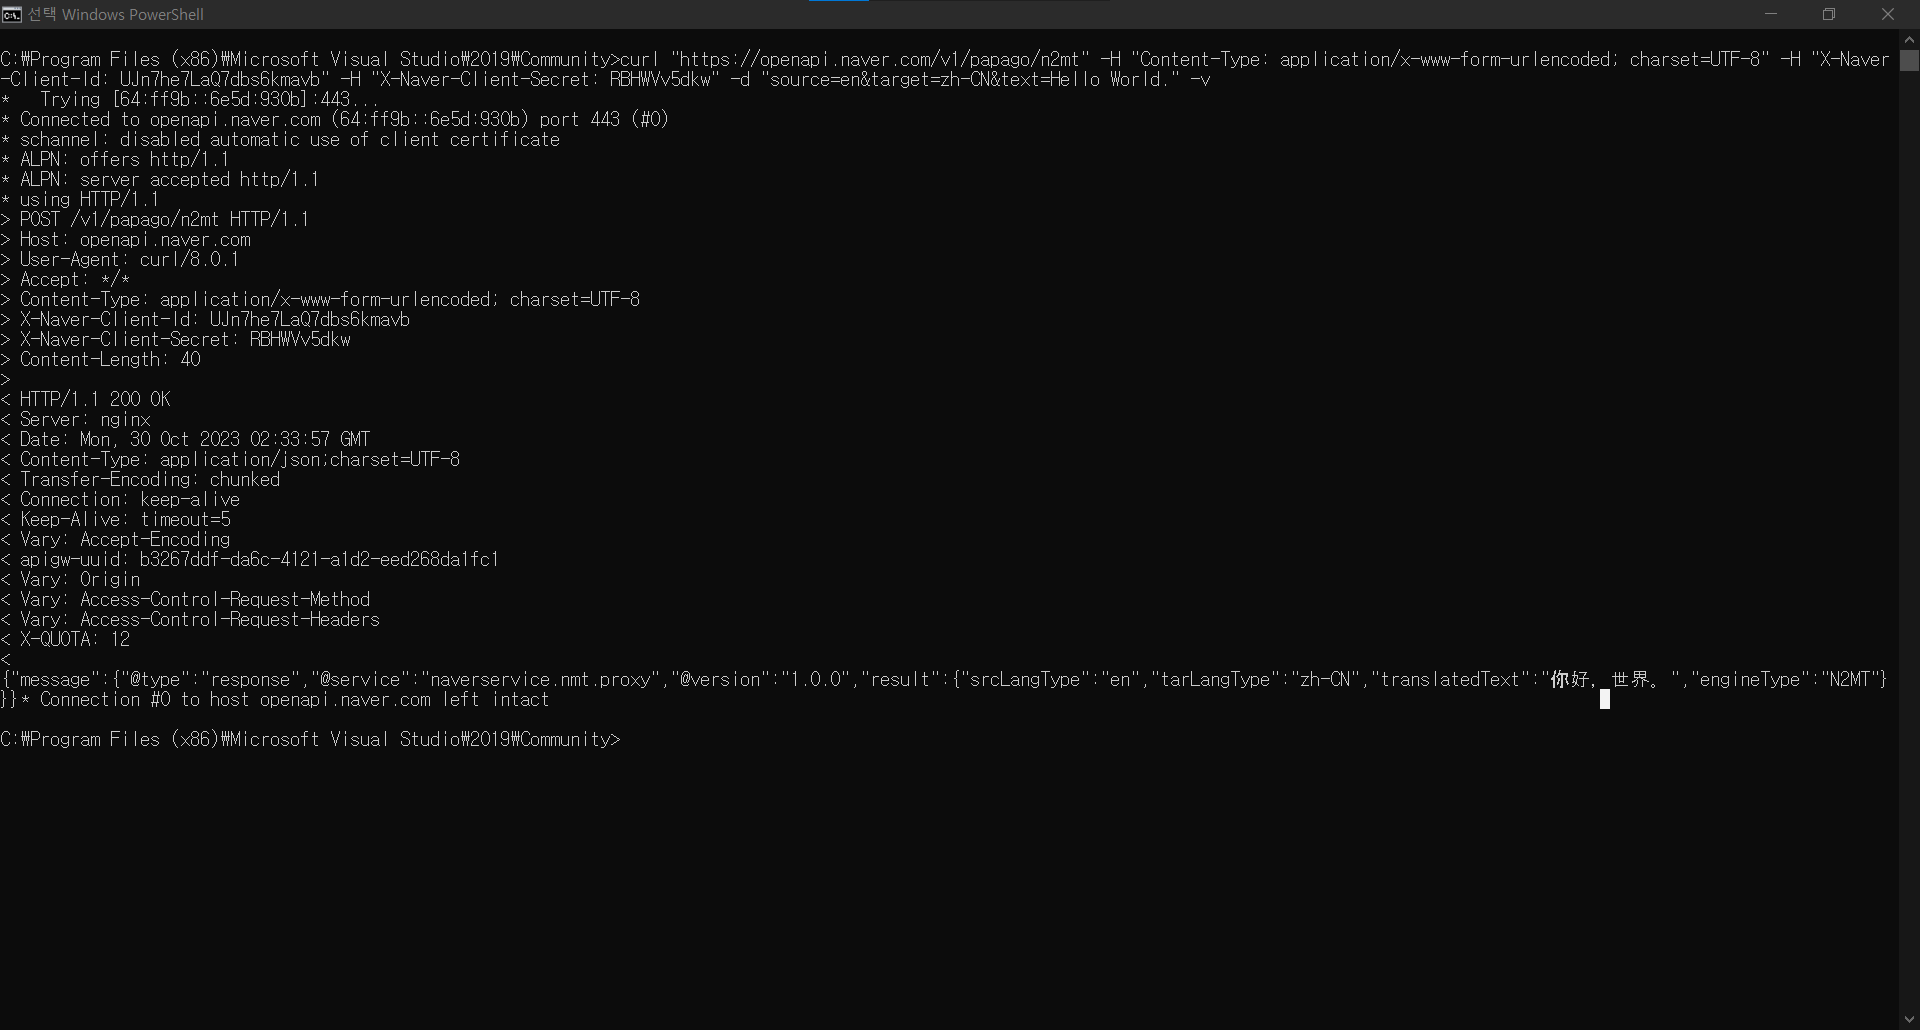 선택 Windows PowerShell
C:₩Program Files (x86)₩Microsoft Visual Studio₩2019₩Community>curl "https://openapi.naver.com/v1/papago/n2mt" -H "Content-Type: application/x-www-form-urlencoded; charset=UTF-8" -H "X-Naver
-Client-Id: UJn7he7LaQ7dbs6kmavb" -H "X-Naver-Client-Secret: RBHWVv5dkw" -d "source=en&target=zh-CN&text=Hello World." -v
*   Trying [64:ff9b::6e5d:930b]:443...
* Connected to openapi.naver.com (64:ff9b::6e5d:930b) port 443 (#0)
* schannel: disabled automatic use of client certificate
* ALPN: offers http/1.1
* ALPN: server accepted http/1.1
* using HTTP/1.1
> POST /v1/papago/n2mt HTTP/1.1
> Host: openapi.naver.com
> User-Agent: curl/8.0.1
> Accept: */*
> Content-Type: application/x-www-form-urlencoded; charset=UTF-8
> X-Naver-Client-Id: UJn7he7LaQ7dbs6kmavb
> X-Naver-Client-Secret: RBHWVv5dkw
> Content-Length: 40
>
< HTTP/1.1 200 OK
< Server: nginx
< Date: Mon, 30 Oct 2023 02:33:57 GMT
< Content-Type: application/json;charset=UTF-8
< Transfer-Encoding: chunked
< Connection: keep-alive
< Keep-Alive: timeout=5
< Vary: Accept-Encoding
< apigw-uuid: b3267ddf-da6c-4121-a1d2-eed268da1fc1
< Vary: Origin
< Vary: Access-Control-Request-Method
< Vary: Access-Control-Request-Headers
< X-QUOTA: 12
<
{"message":{"@type":"response","@service":"naverservice.nmt.proxy","@version":"1.0.0","result":{"srcLangType":"en","tarLangType":"zh-CN","translatedText":"你好，世界。","engineType":"N2MT"}
}}* Connection #0 to host openapi.naver.com left intact
C:₩Program Files (x86)₩Microsoft Visual Studio₩2019₩Community>